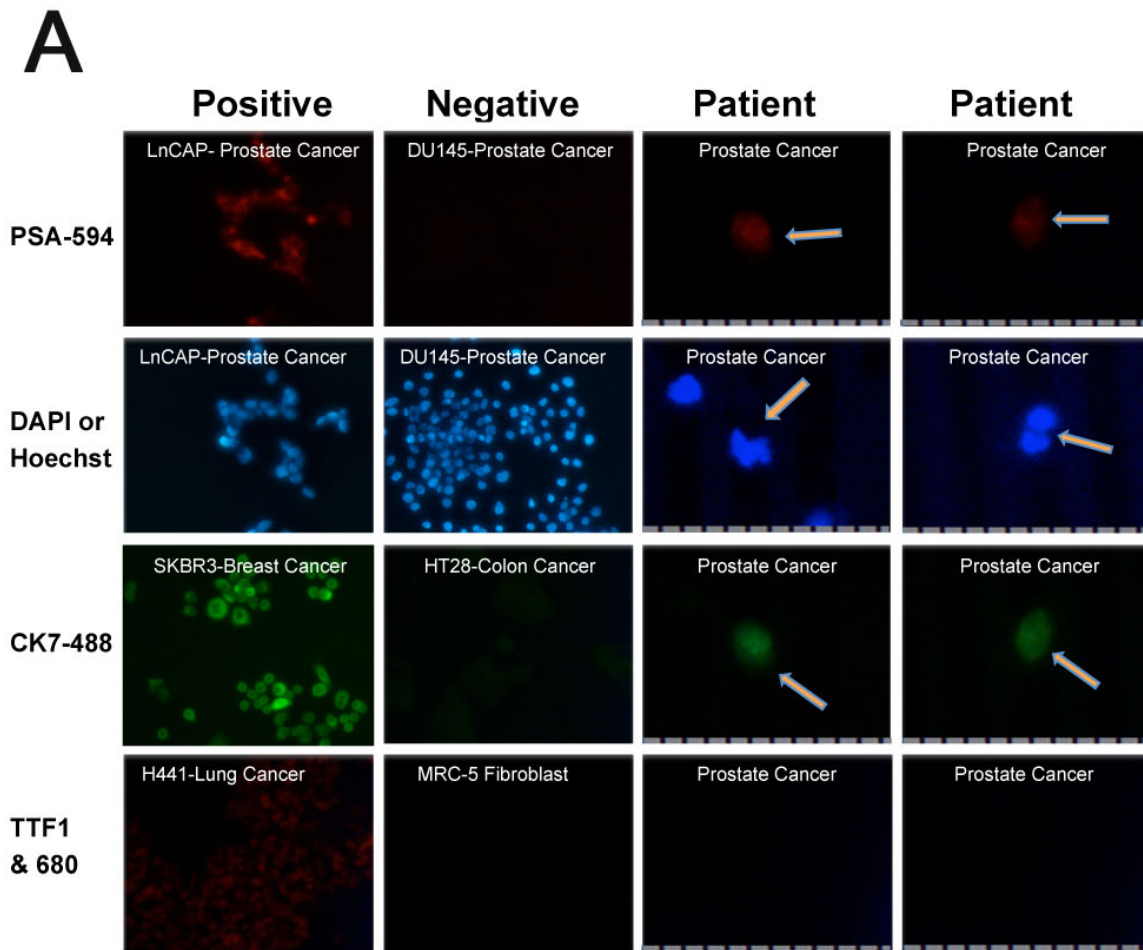 A
Positive
Negative
Patient
Patient
PSA-594
LnCAP- Prostate Cancer
DU145-Prostate Cancer
Prostate Cancer
Prostate Cancer
DAPI or
Hoechst
LnCAP-Prostate Cancer
DU145-Prostate Cancer
Prostate Cancer
Prostate Cancer
CK7-488
SKBR3-Breast Cancer
HT28-Colon Cancer
Prostate Cancer
Prostate Cancer
TTF1
& 680
H441-Lung Cancer
MRC-5 Fibroblast
Prostate Cancer
Prostate Cancer